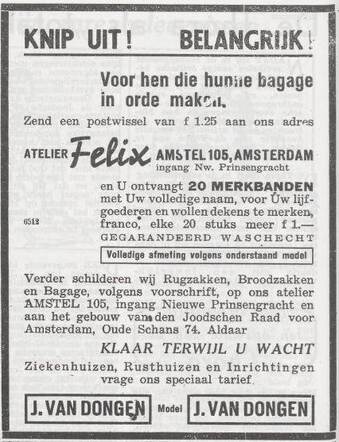 KNIP UIT! BELANGRIJK!
Voor hen die hunne bagage
in orde maken.
Zend een postwissel van f 1.25 aan ons adres
ATELIER Felix AMSTEL 105, AMSTERDAM
ingang Nw. Prinsengracht
en U ontvangt 20 MERKBANDEN
met Uw volledige naam, voor Uw lijf-
goederen en wollen dekens te merken,
franco, elke 20 stuks meer f 1.—
6512
GEGARANDEERD WASCHECHT
Volledige afmeting volgens onderstaand model
Verder schilderen wij Rugzakken, Broodzakken
en Bagage, volgens voorschrift, op ons atelier
AMSTEL 105, ingang Nieuwe Prinsengracht en
aan het gebouw van den Joodschen Raad voor
Amsterdam, Oude Schans 74. Aldaar
KLAAR TERWIJL U WACHT
Ziekenhuizen, Rusthuizen en Inrichtingen
vrage ons speciaal tarief.
J. VAN DONGEN Model J. VAN DONGEN